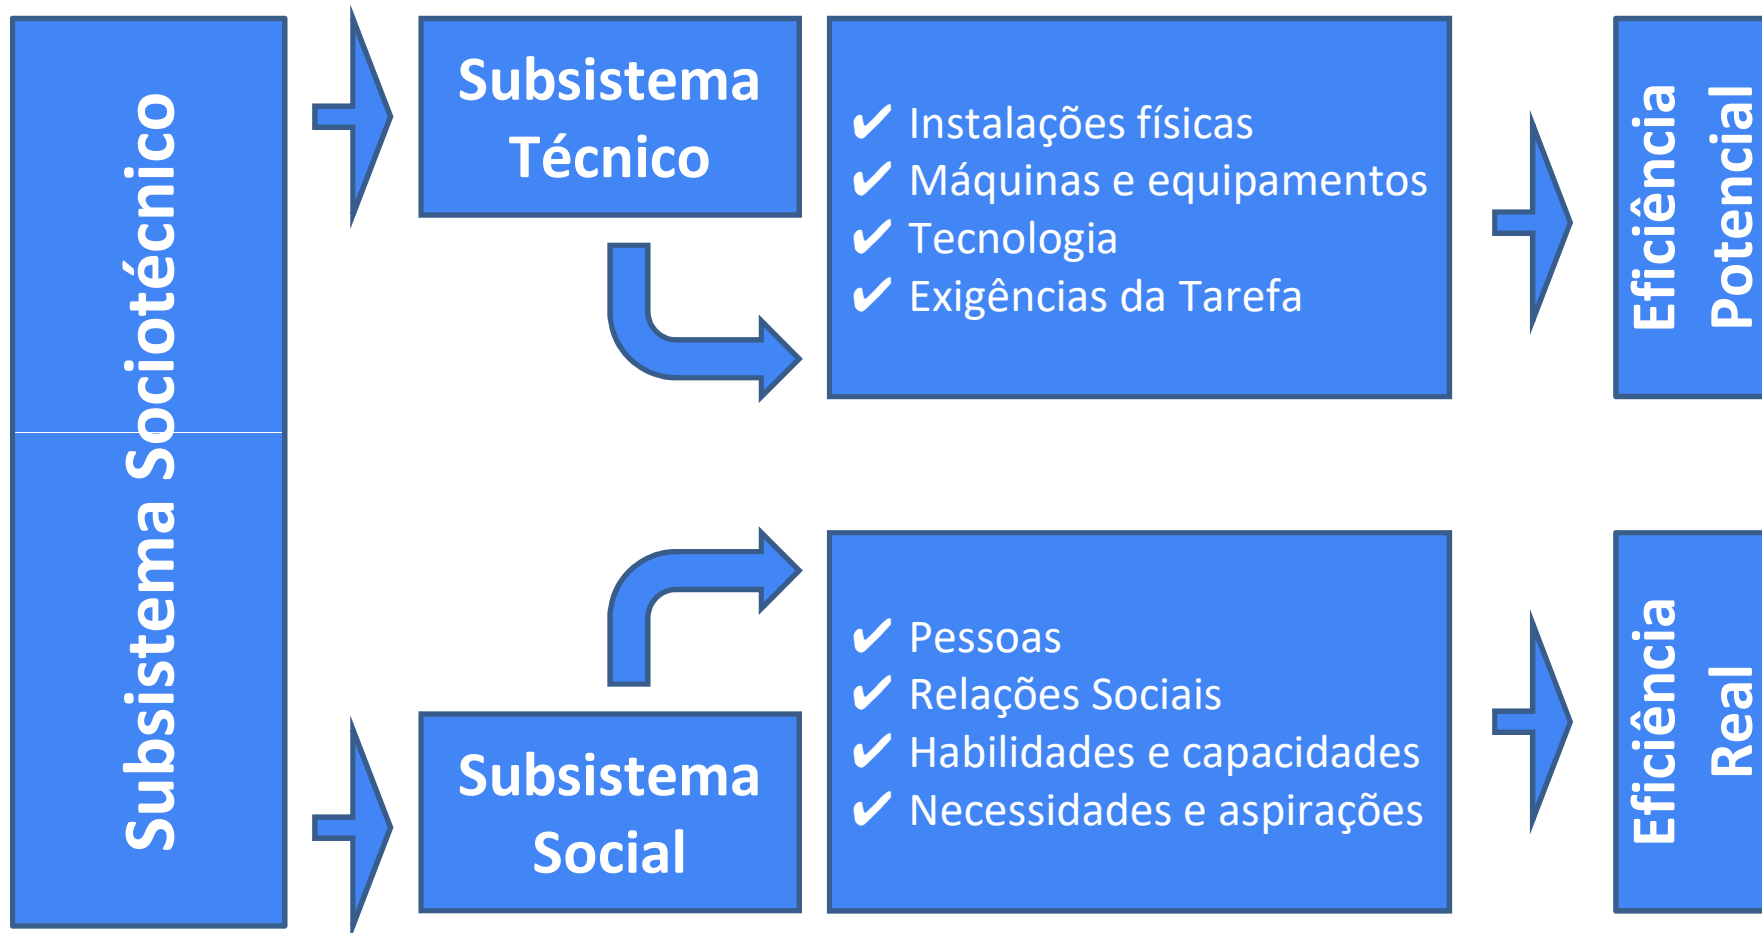 Subsistema Sociotécnico
Subsistema
Técnico
✔ Instalações físicas
✔ Máquinas e equipamentos
✔ Tecnologia
✔ Exigências da Tarefa
Eficiência
Potencial
Subsistema
Social
✔ Pessoas
✔ Relações Sociais
✔ Habilidades e capacidades
✔ Necessidades e aspirações
Eficiência
Real